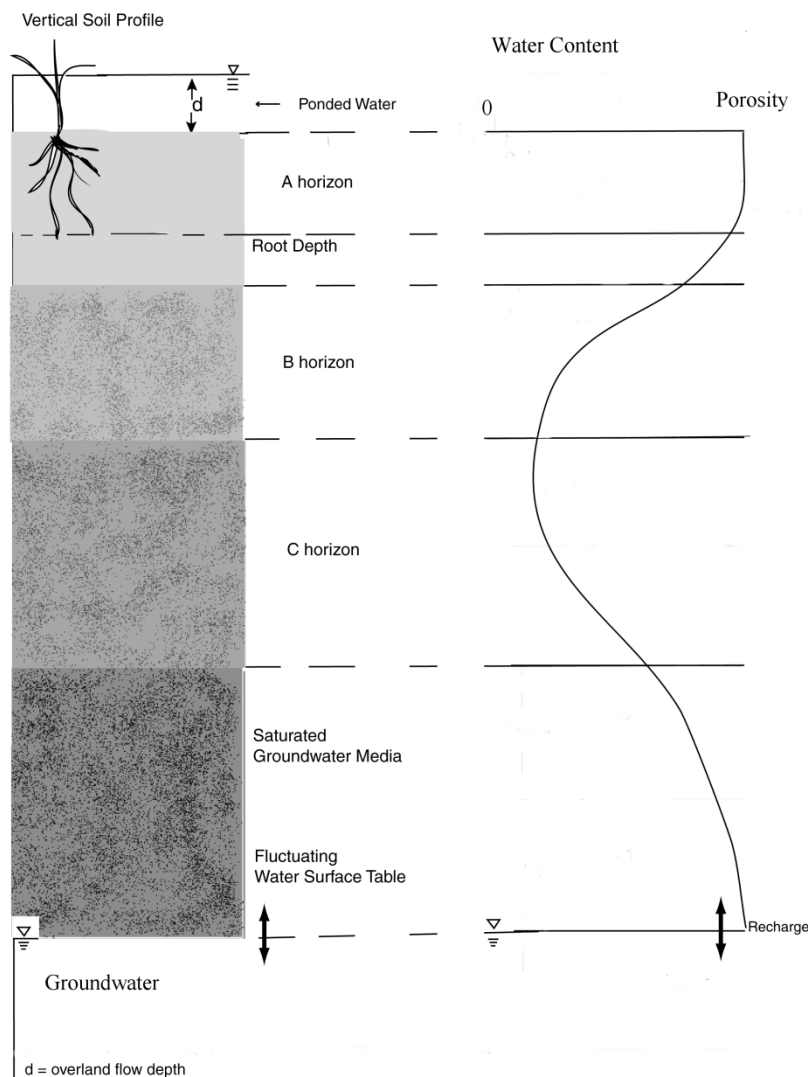 Vertical Soil Profile
Water Content
d
← Ponded Water
0
Porosity
A horizon
Root Depth
B horizon
C horizon
Saturated
Groundwater Media
Fluctuating
Water Surface Table
Recharge
Groundwater
d = overland flow depth